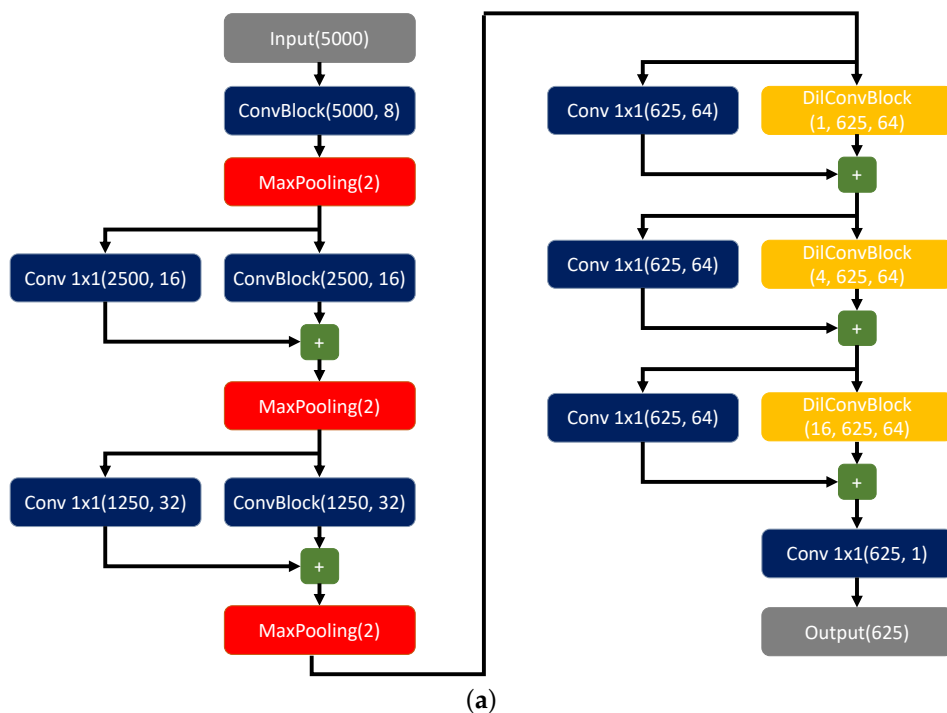 Input(5000)
ConvBlock(5000, 8)
MaxPooling(2)
Conv 1x1(2500, 16)
ConvBlock(2500, 16)
+
MaxPooling(2)
Conv 1x1(1250, 32)
ConvBlock(1250, 32)
+
MaxPooling(2)
Conv 1x1(625, 64)
DilConvBlock
(1, 625, 64)
+
Conv 1x1(625, 64)
DilConvBlock
(4, 625, 64)
+
Conv 1x1(625, 64)
DilConvBlock
(16, 625, 64)
+
Conv 1x1(625, 1)
Output(625)
(a)